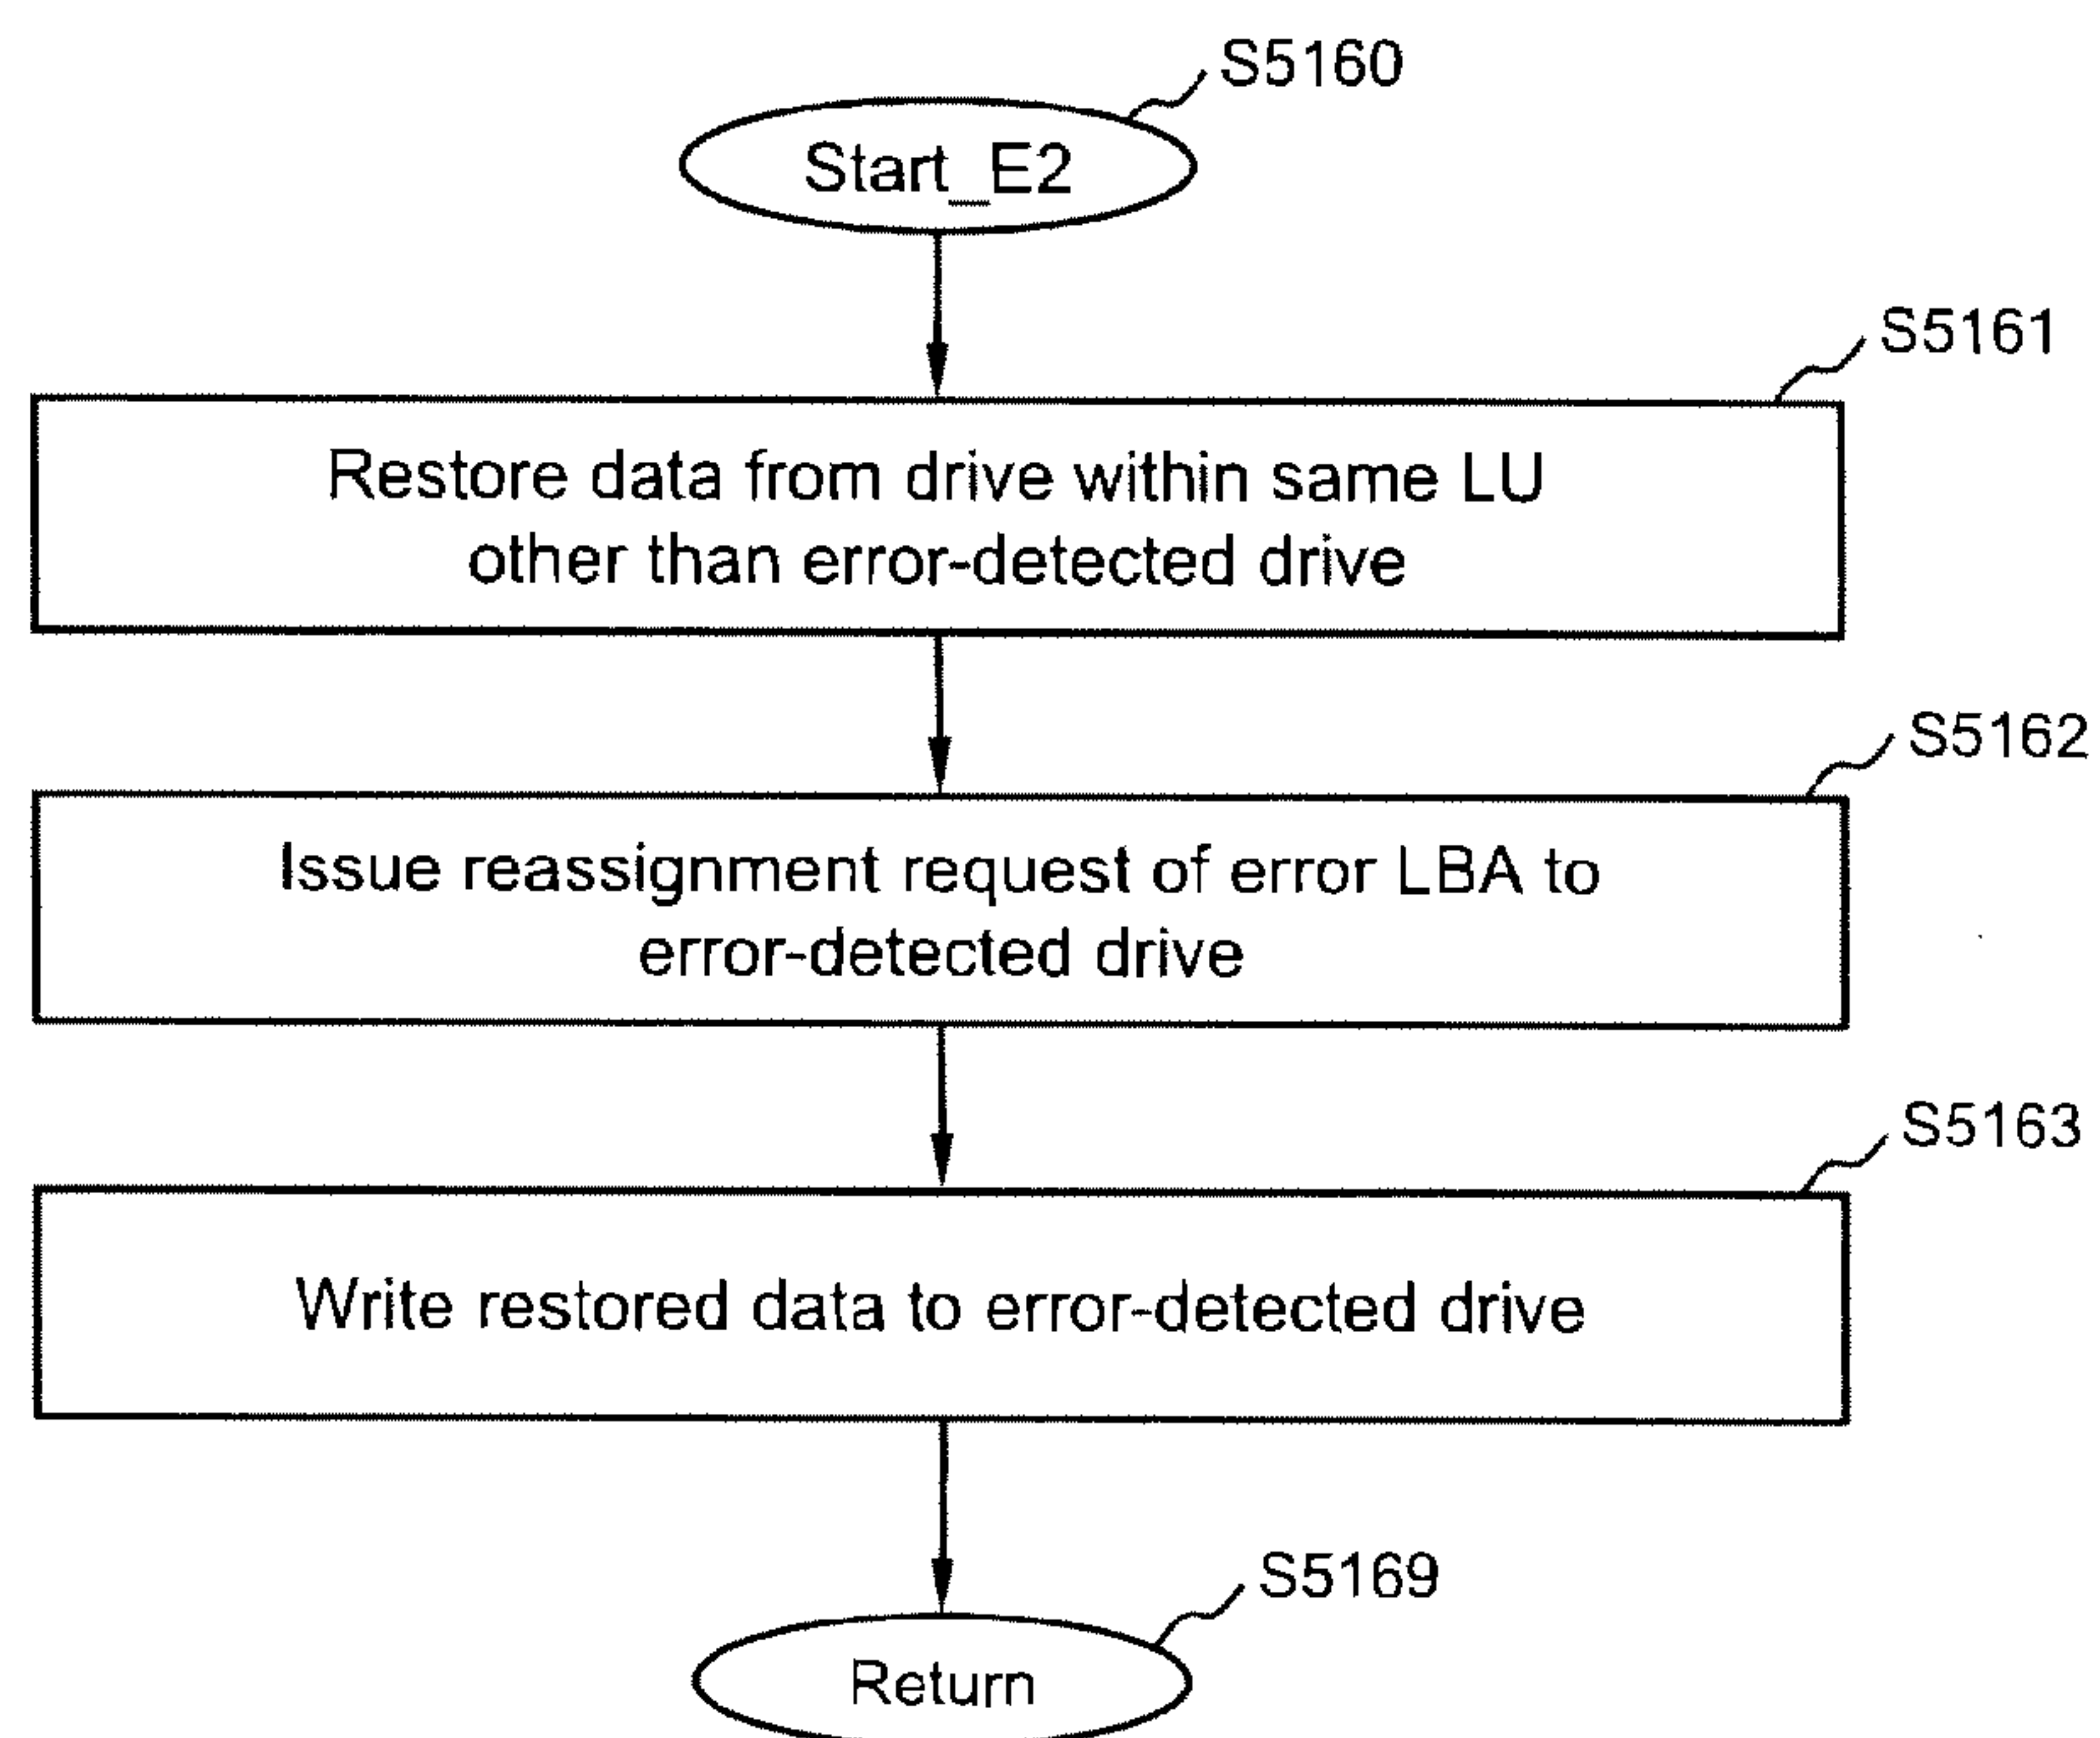 S5160
Start_E2
S5161
Restore data from drive within same LU
other than error-detected drive
S5162
Issue reassignment request of error LBA to
error-detected drive
S5163
Write restored data to error-detected drive
S5169
Return